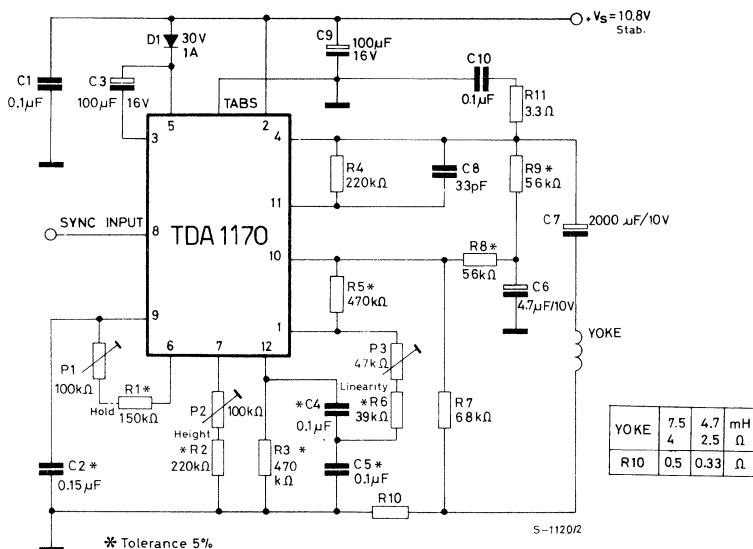 + Vs = 10.8V
Stab.
D1 30V
1A
C9
100µF
16V
C10
0.1µF
C1
0.1µF
C3
100µF 16V
R11
3.3Ω
TABS
5
2
3
4
R4
220kΩ
C8
33pF
R9*
56kΩ
C7
2000 µF/10V
11
SYNC INPUT
8
TDA1170
10
R8*
56kΩ
R5*
470kΩ
C6
4.7µF/10V
YOKE
9
1
6
7
12
P1
100kΩ
P3
47kΩ
Linearity
R1*
Hold
150kΩ
P2
100kΩ
Height
*C4
0.1µF
*R6
39kΩ
R7
68kΩ
C2*
0.15µF
*R2
220kΩ
R3*
470
kΩ
C5*
0.1µF
R10
YOKE 7.5 4.7 mH
4 2.5 Ω
R10 0.5 0.33 Ω
S-1120/2
* Tolerance 5%